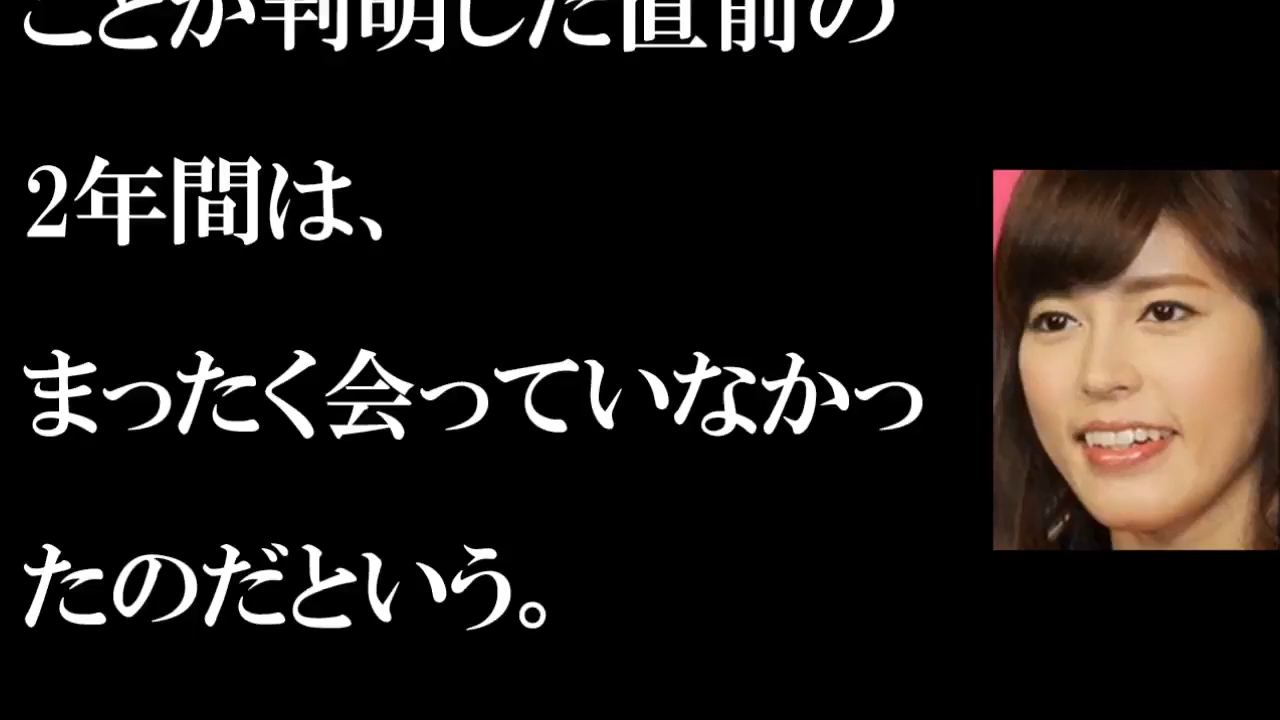 ことが判明した直前の
2年間は、
まったく会っていなかっ
たのだという。